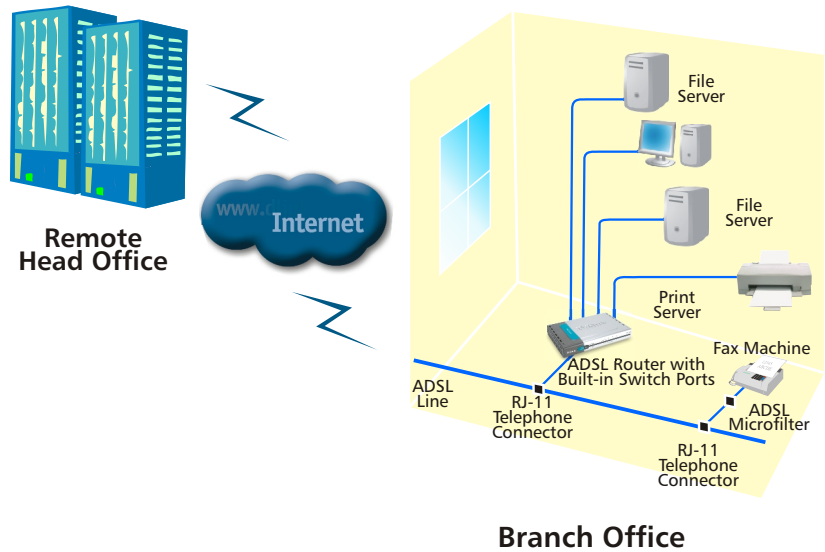 File
Server
www.d
Internet
File
Server
Remote
Head Office
Print
Server
Fax Machine
ADSL Router with
Built-in Switch Ports
ADSL
Line
RJ-11
Telephone
Connector
ADSL
Microfilter
RJ-11
Telephone
Connector
Branch Office